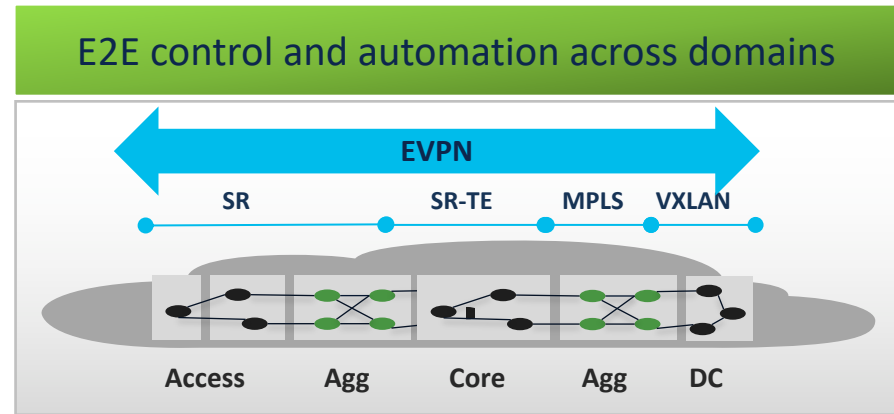 E2E control and automation across domains
EVPN
SR SR-TE MPLS VXLAN
Access Agg Core Agg DC